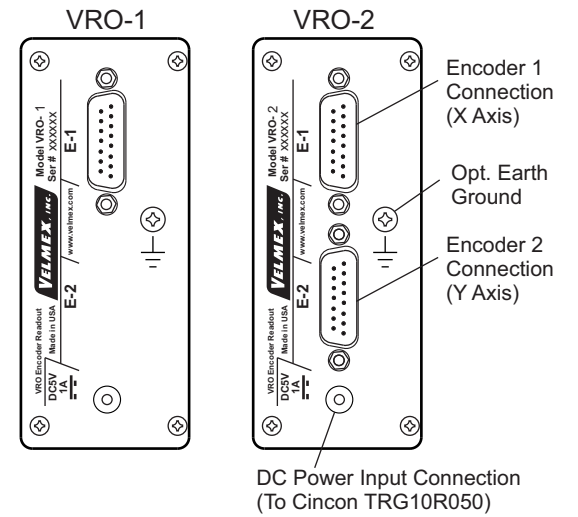 VRO-1
VRO-2
Model VRO- 1
Ser # XXXXXX
E-1
VELMEX, INC.
www.velmex.com
E-2
VRO Encoder Readout
Made in USA
DC5V
1A
Model VRO- 2
Ser # XXXXXX
E-1
VELMEX, INC.
www.velmex.com
E-2
VRO Encoder Readout
Made in USA
DC5V
1A
Encoder 1
Connection
(X Axis)
Opt. Earth
Ground
Encoder 2
Connection
(Y Axis)
DC Power Input Connection
(To Cincon TRG10R050)